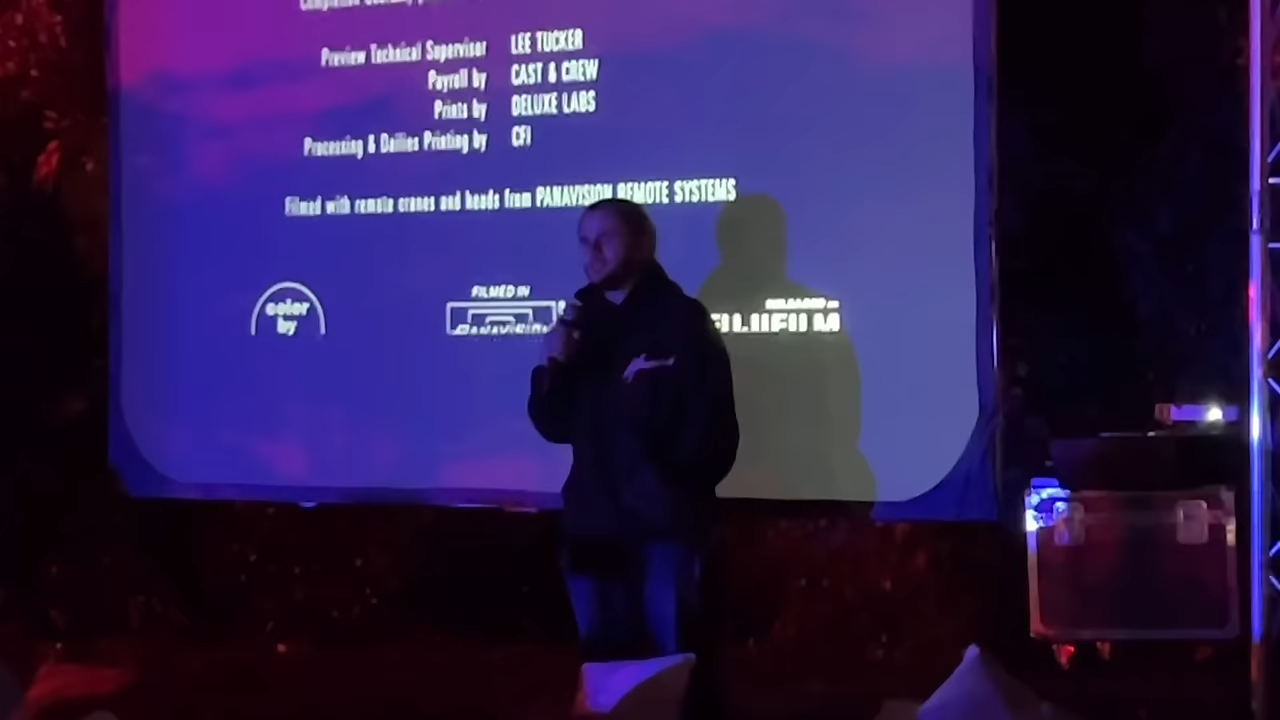 Preview Technical Supervisor LEE TUCKER
Payroll by CAST & CREW
Prints by DELUXE LABS
Processing & Dailies Printing by CFI
Filmed with remote cranes and heads from PANAVISION REMOTE SYSTEMS
color
by
FILMED IN
PANAVISION